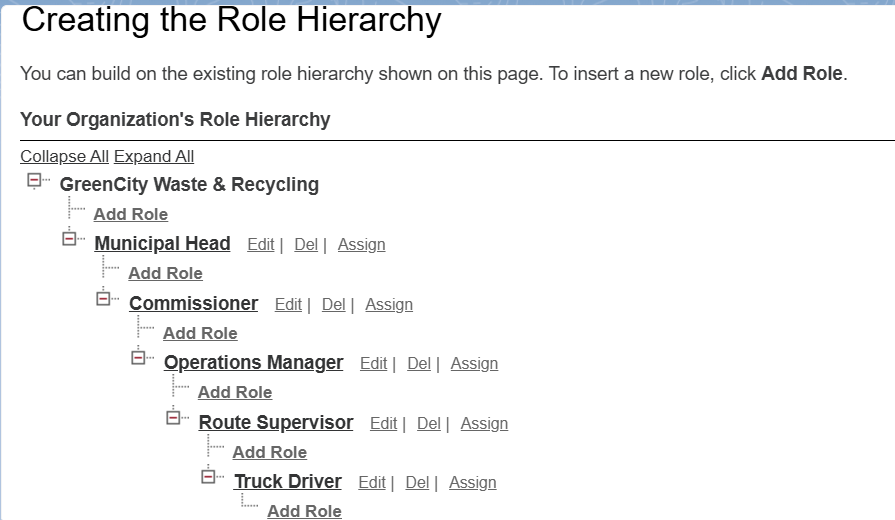 Creating the Role Hierarchy
You can build on the existing role hierarchy shown on this page. To insert a new role, click Add Role.
Your Organization's Role Hierarchy
Collapse All Expand All
GreenCity Waste & Recycling
Add Role
Municipal Head Edit | Del | Assign
Add Role
Commissioner Edit | Del | Assign
Add Role
Operations Manager Edit | Del | Assign
Add Role
Route Supervisor Edit | Del | Assign
Add Role
Truck Driver Edit | Del | Assign
Add Role